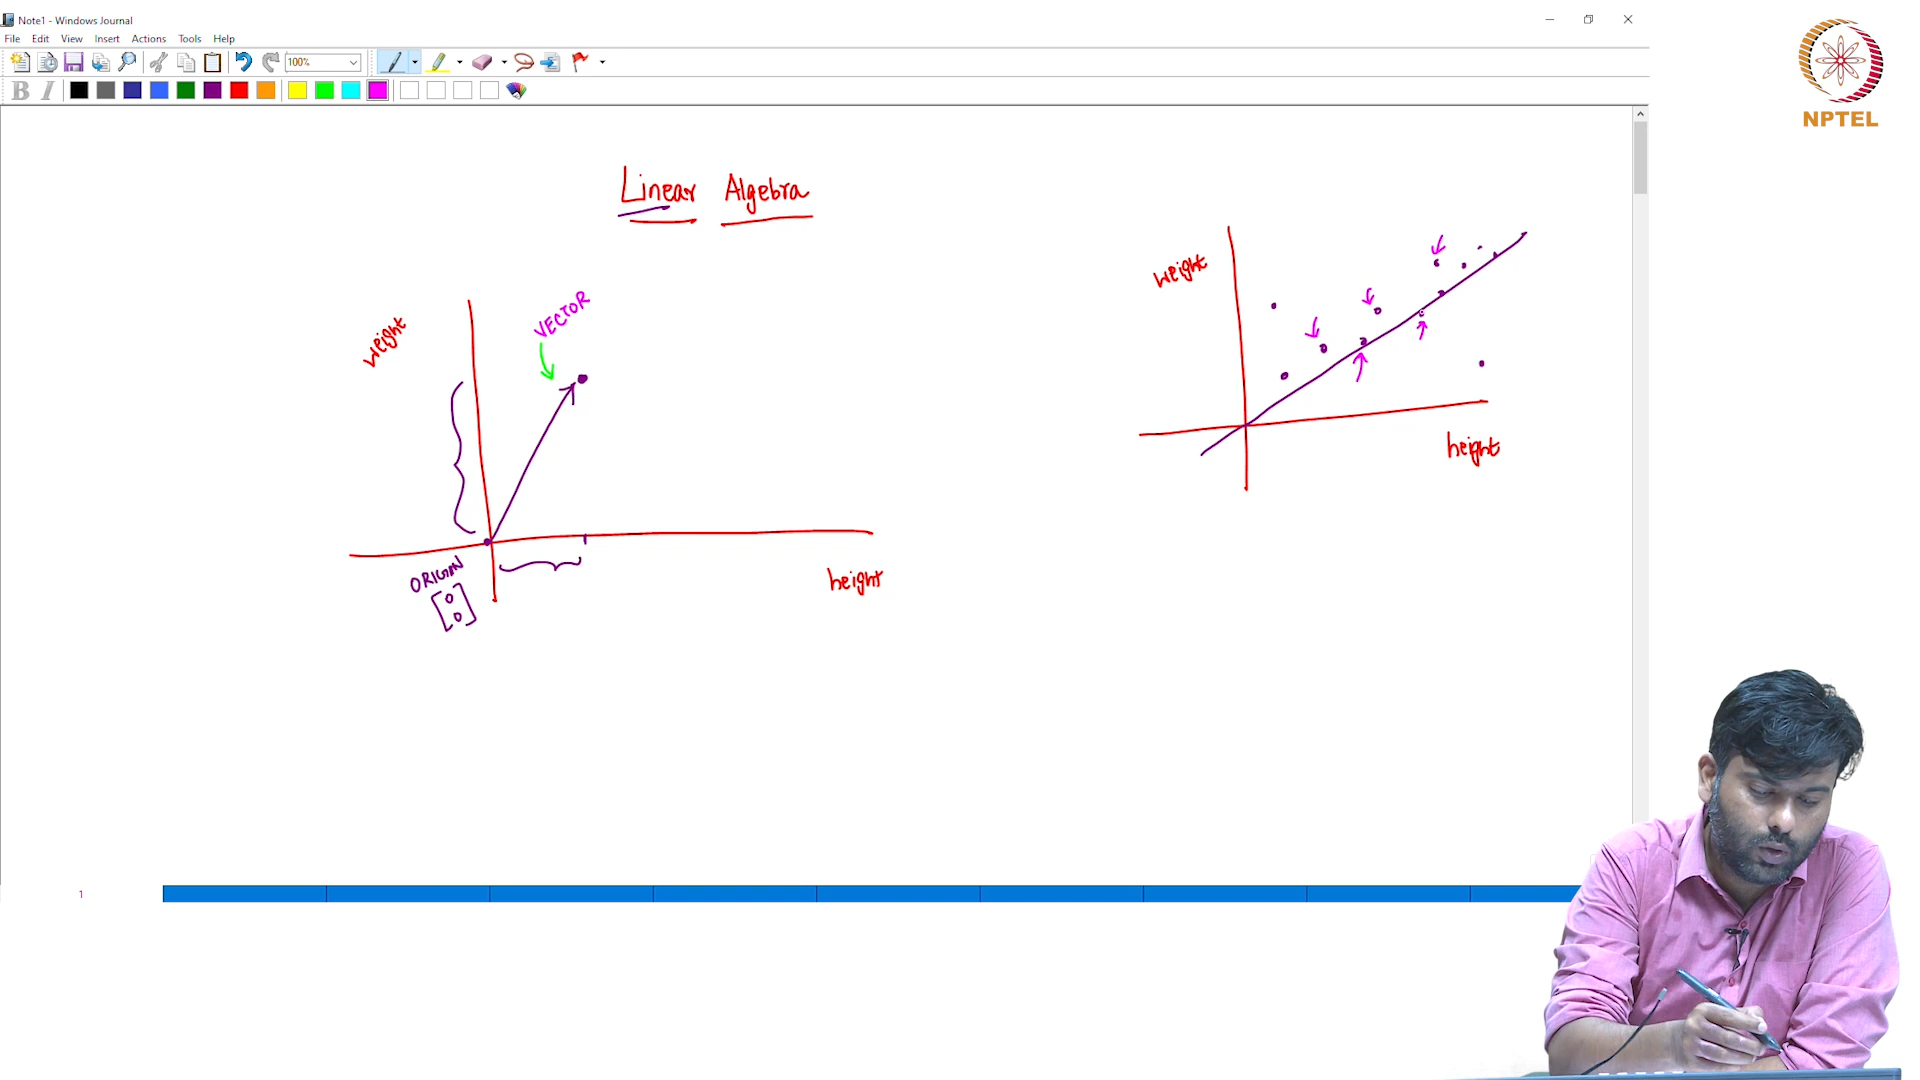 Note1 - Windows Journal
File Edit View Insert Actions Tools Help
100%
B I
NPTEL
Linear Algebra
weight
VECTOR
ORIGIN
[0
0]
height
weight
height
1